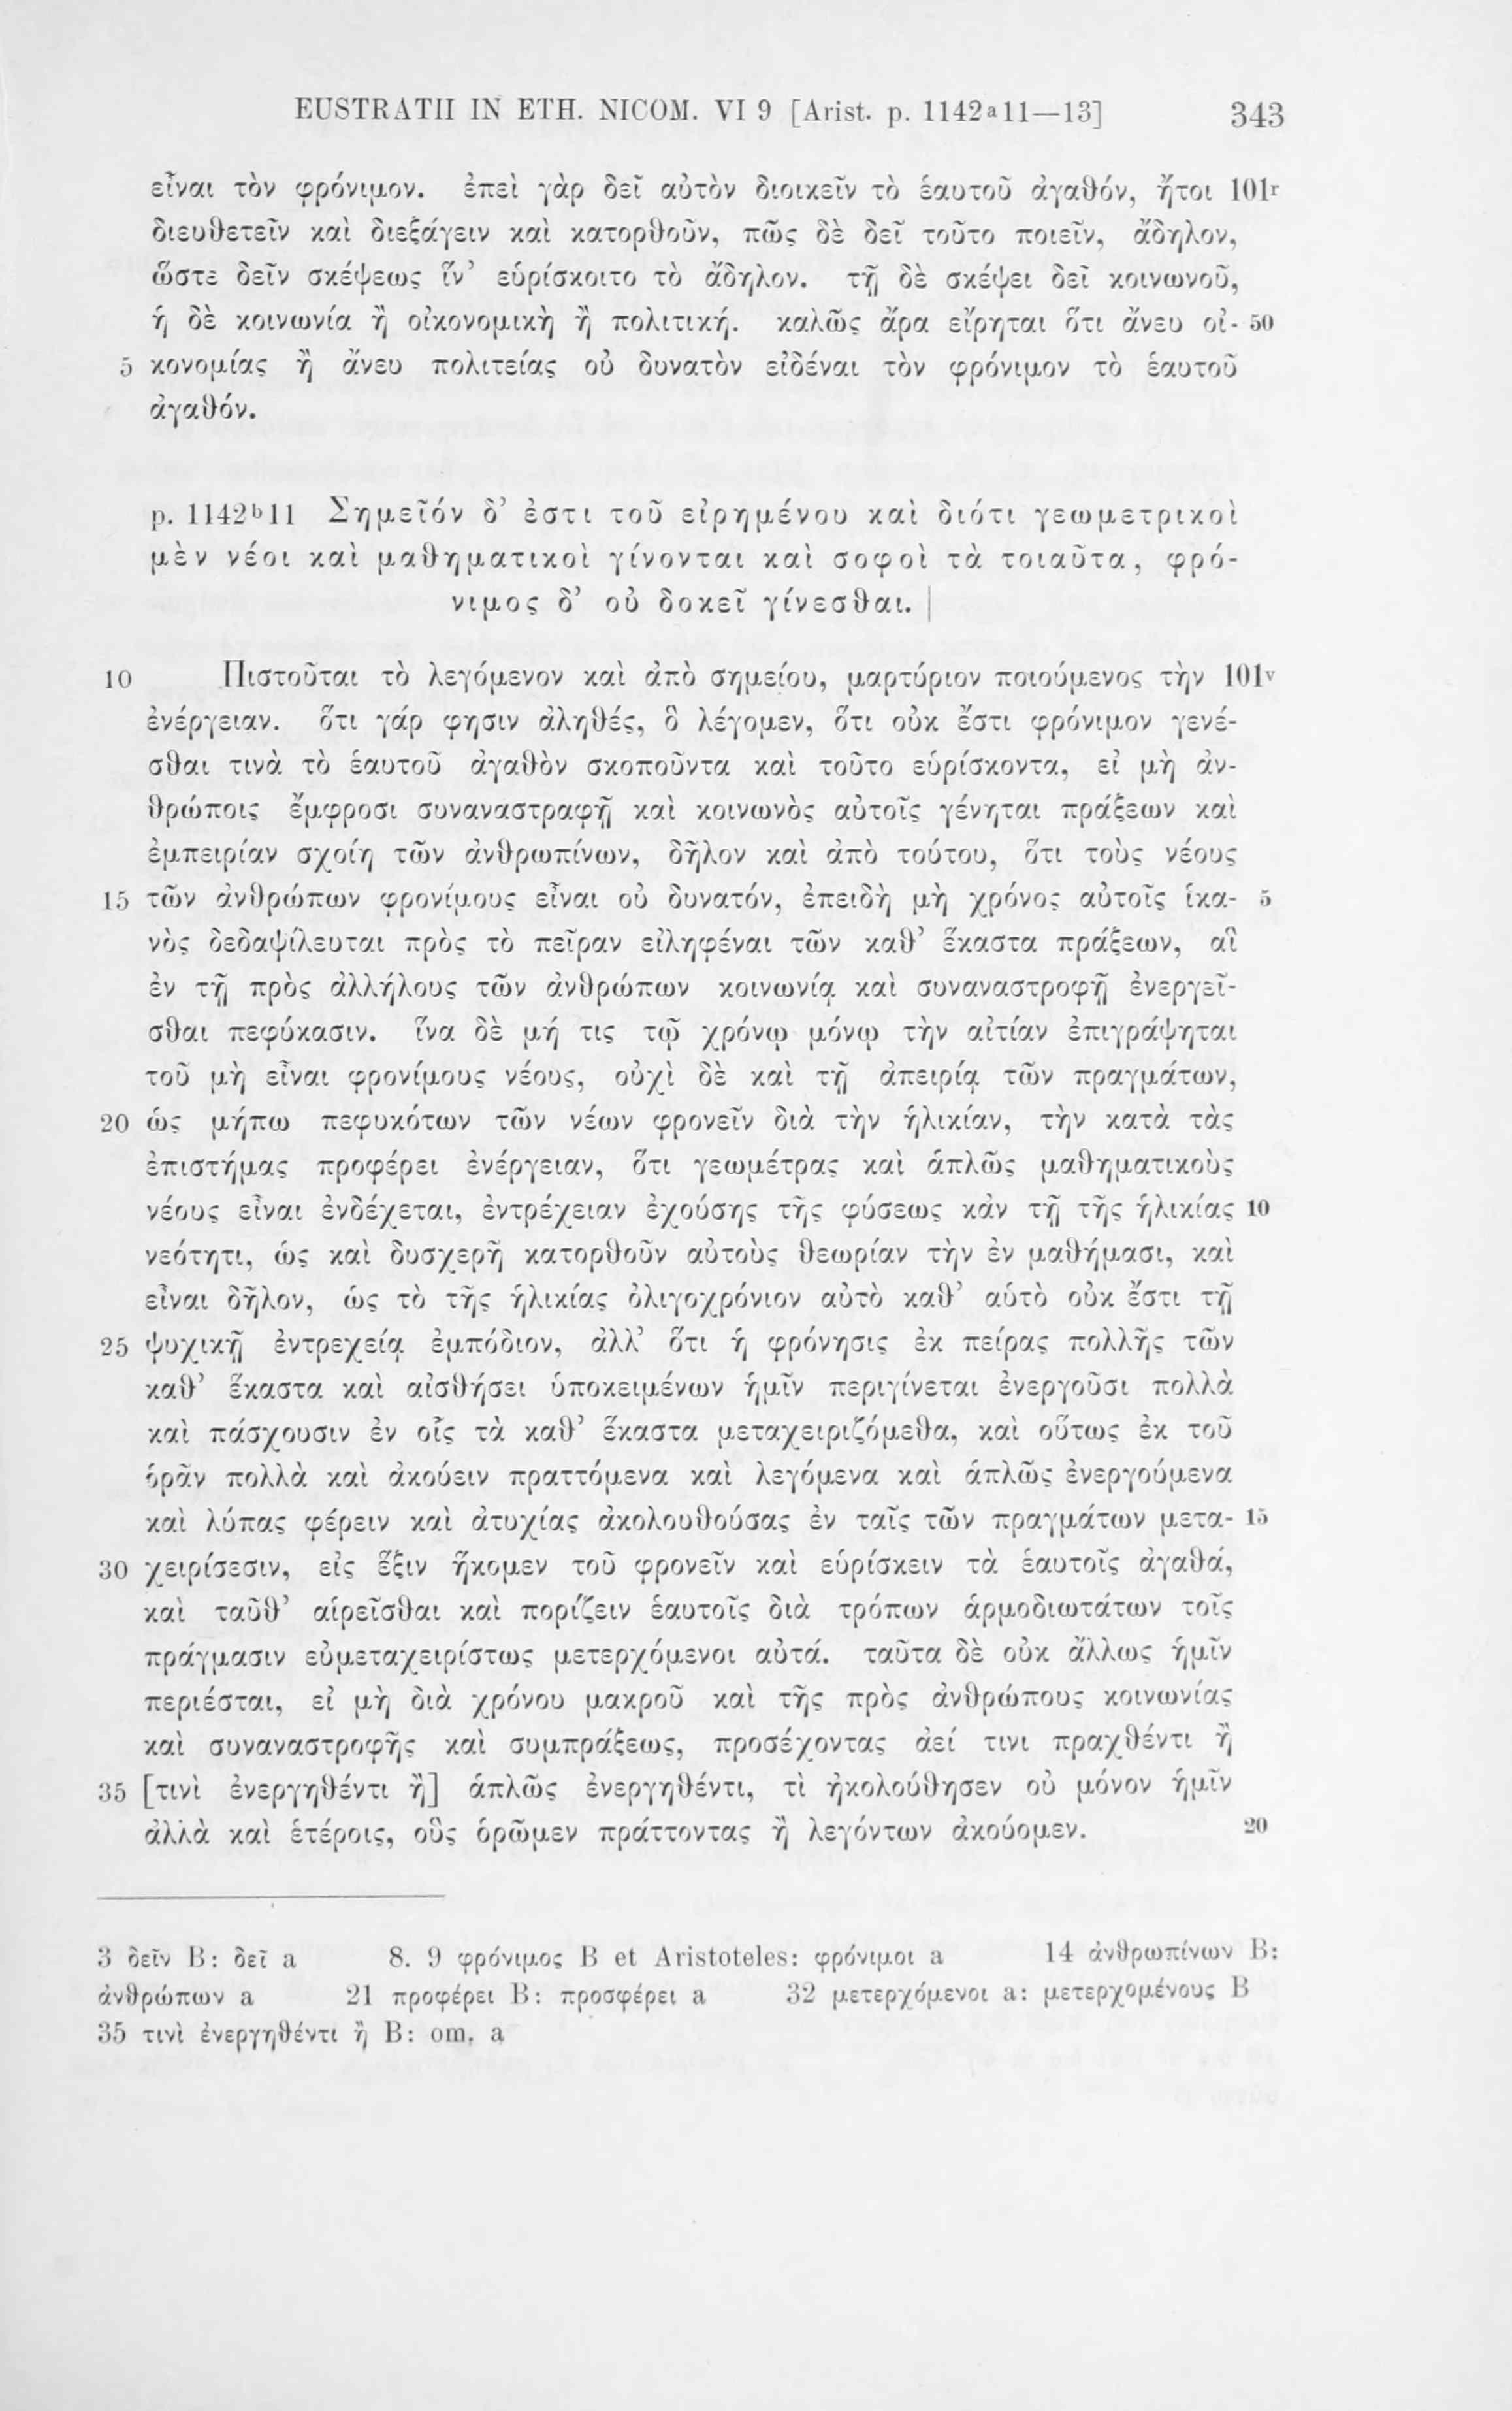 EUSTRATII IN ETH. NICOM. VI 9 [Arist. p. 1142a11—13] 343
εἶναι τὸν φρόνιμον. ἐπεὶ γὰρ δεῖ αὐτὸν διοικεῖν τὸ ἑαυτοῦ ἀγαθόν, ἤτοι 101r
διευθετεῖν καὶ διεξάγειν καὶ κατορθοῦν, πῶς δὲ δεῖ τοῦτο ποιεῖν, ἄδηλον,
ὥστε δεῖν σκέψεως ἵν’ εὑρίσκοιτο τὸ ἄδηλον. τῇ δὲ σκέψει δεῖ κοινωνοῦ,
ἡ δὲ κοινωνία ἢ οἰκονομικὴ ἢ πολιτική. καλῶς ἄρα εἴρηται ὅτι ἄνευ οἰ- 50
5 κονομίας ἢ ἄνευ πολιτείας οὐ δυνατὸν εἰδέναι τὸν φρόνιμον τὸ ἑαυτοῦ
ἀγαθόν.
p. 1142b11 Σημεῖόν δ’ ἐστι τοῦ εἰρημένου καὶ διότι γεωμετρικοὶ
μὲν νέοι καὶ μαθηματικοὶ γίνονται καὶ σοφοὶ τὰ τοιαῦτα, φρό-
νιμος δ’ οὐ δοκεῖ γίνεσθαι. |
10 Πιστοῦται τὸ λεγόμενον καὶ ἀπὸ σημείου, μαρτύριον ποιούμενος τὴν 101v
ἐνέργειαν. ὅτι γάρ φησιν ἀληθές, ὃ λέγομεν, ὅτι οὐκ ἔστι φρόνιμον γενέ-
σθαι τινὰ τὸ ἑαυτοῦ ἀγαθὸν σκοποῦντα καὶ τοῦτο εὑρίσκοντα, εἰ μὴ ἀν-
θρώποις ἔμφροσι συναναστραφῇ καὶ κοινωνὸς αὐτοῖς γένηται πράξεων καὶ
ἐμπειρίαν σχοίη τῶν ἀνθρωπίνων, δῆλον καὶ ἀπὸ τούτου, ὅτι τοὺς νέους
15 τῶν ἀνθρώπων φρονίμους εἶναι οὐ δυνατόν, ἐπειδὴ μὴ χρόνος αὐτοῖς ἱκα- 5
νὸς δεδαψίλευται πρὸς τὸ πεῖραν εἰληφέναι τῶν καθ’ ἕκαστα πράξεων, αἳ
ἐν τῇ πρὸς ἀλλήλους τῶν ἀνθρώπων κοινωνίᾳ καὶ συναναστροφῇ ἐνεργεῖ-
σθαι πεφύκασιν. ἵνα δὲ μή τις τῷ χρόνῳ μόνῳ τὴν αἰτίαν ἐπιγράψηται
τοῦ μὴ εἶναι φρονίμους νέους, οὐχὶ δὲ καὶ τῇ ἀπειρίᾳ τῶν πραγμάτων,
20 ὡς μήπω πεφυκότων τῶν νέων φρονεῖν διὰ τὴν ἡλικίαν, τὴν κατὰ τὰς
ἐπιστήμας προφέρει ἐνέργειαν, ὅτι γεωμέτρας καὶ ἁπλῶς μαθηματικοὺς
νέους εἶναι ἐνδέχεται, ἐντρέχειαν ἐχούσης τῆς φύσεως κἀν τῇ τῆς ἡλικίας 10
νεότητι, ὡς καὶ δυσχερῆ κατορθοῦν αὐτοὺς θεωρίαν τὴν ἐν μαθήμασι, καὶ
εἶναι δῆλον, ὡς τὸ τῆς ἡλικίας ὀλιγοχρόνιον αὐτὸ καθ’ αὑτὸ οὐκ ἔστι τῇ
25 ψυχικῇ ἐντρεχείᾳ ἐμπόδιον, ἀλλ’ ὅτι ἡ φρόνησις ἐκ πείρας πολλῆς τῶν
καθ’ ἕκαστα καὶ αἰσθήσει ὑποκειμένων ἡμῖν περιγίνεται ἐνεργοῦσι πολλὰ
καὶ πάσχουσιν ἐν οἷς τὰ καθ’ ἕκαστα μεταχειριζόμεθα, καὶ οὕτως ἐκ τοῦ
ὁρᾶν πολλὰ καὶ ἀκούειν πραττόμενα καὶ λεγόμενα καὶ ἁπλῶς ἐνεργούμενα
καὶ λύπας φέρειν καὶ ἀτυχίας ἀκολουθούσας ἐν ταῖς τῶν πραγμάτων μετα- 15
30 χειρίσεσιν, εἰς ἕξιν ἥκομεν τοῦ φρονεῖν καὶ εὑρίσκειν τὰ ἑαυτοῖς ἀγαθά,
καὶ ταῦθ’ αἱρεῖσθαι καὶ πορίζειν ἑαυτοῖς διὰ τρόπων ἁρμοδιωτάτων τοῖς
πράγμασιν εὐμεταχειρίστως μετερχόμενοι αὐτά. ταῦτα δὲ οὐκ ἄλλως ἡμῖν
περιέσται, εἰ μὴ διὰ χρόνου μακροῦ καὶ τῆς πρὸς ἀνθρώπους κοινωνίας
καὶ συναναστροφῆς καὶ συμπράξεως, προσέχοντας ἀεί τινι πραχθέντι ἢ
35 [τινὶ ἐνεργηθέντι ἢ] ἁπλῶς ἐνεργηθέντι, τὶ ἠκολούθησεν οὐ μόνον ἡμῖν
ἀλλὰ καὶ ἑτέροις, οὓς ὁρῶμεν πράττοντας ἢ λεγόντων ἀκούομεν. 20
3 δεῖν B: δεῖ a 8. 9 φρόνιμος B et Aristoteles: φρόνιμοι a 14 ἀνθρωπίνων B:
ἀνθρώπων a 21 προφέρει B: προσφέρει a 32 μετερχόμενοι a: μετερχομένους B
35 τινὶ ἐνεργηθέντι ἢ B: om. a